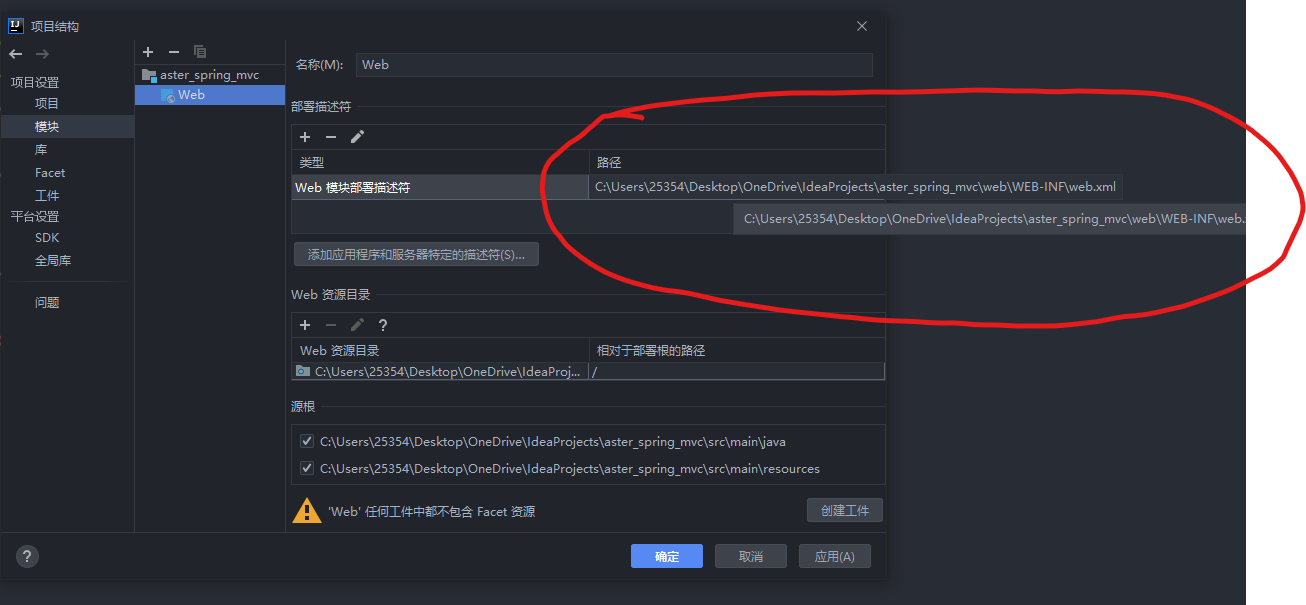 IJ 项目结构
项目设置
项目
模块
库
Facet
工件
平台设置
SDK
全局库
问题
aster_spring_mvc
Web
名称(M): Web
部署描述符
类型 路径
Web 模块部署描述符 C:\Users\25354\Desktop\OneDrive\IdeaProjects\aster_spring_mvc\web\WEB-INF\web.xml
C:\Users\25354\Desktop\OneDrive\IdeaProjects\aster_spring_mvc\web\WEB-INF\web.
添加应用程序和服务器特定的描述符(S)...
Web 资源目录
?
Web 资源目录 相对于部署根的路径
C:\Users\25354\Desktop\OneDrive\IdeaProj... /
源根
C:\Users\25354\Desktop\OneDrive\IdeaProjects\aster_spring_mvc\src\main\java
C:\Users\25354\Desktop\OneDrive\IdeaProjects\aster_spring_mvc\src\main\resources
'Web' 任何工件中都不包含 Facet 资源 创建工件
? 确定 取消 应用(A)